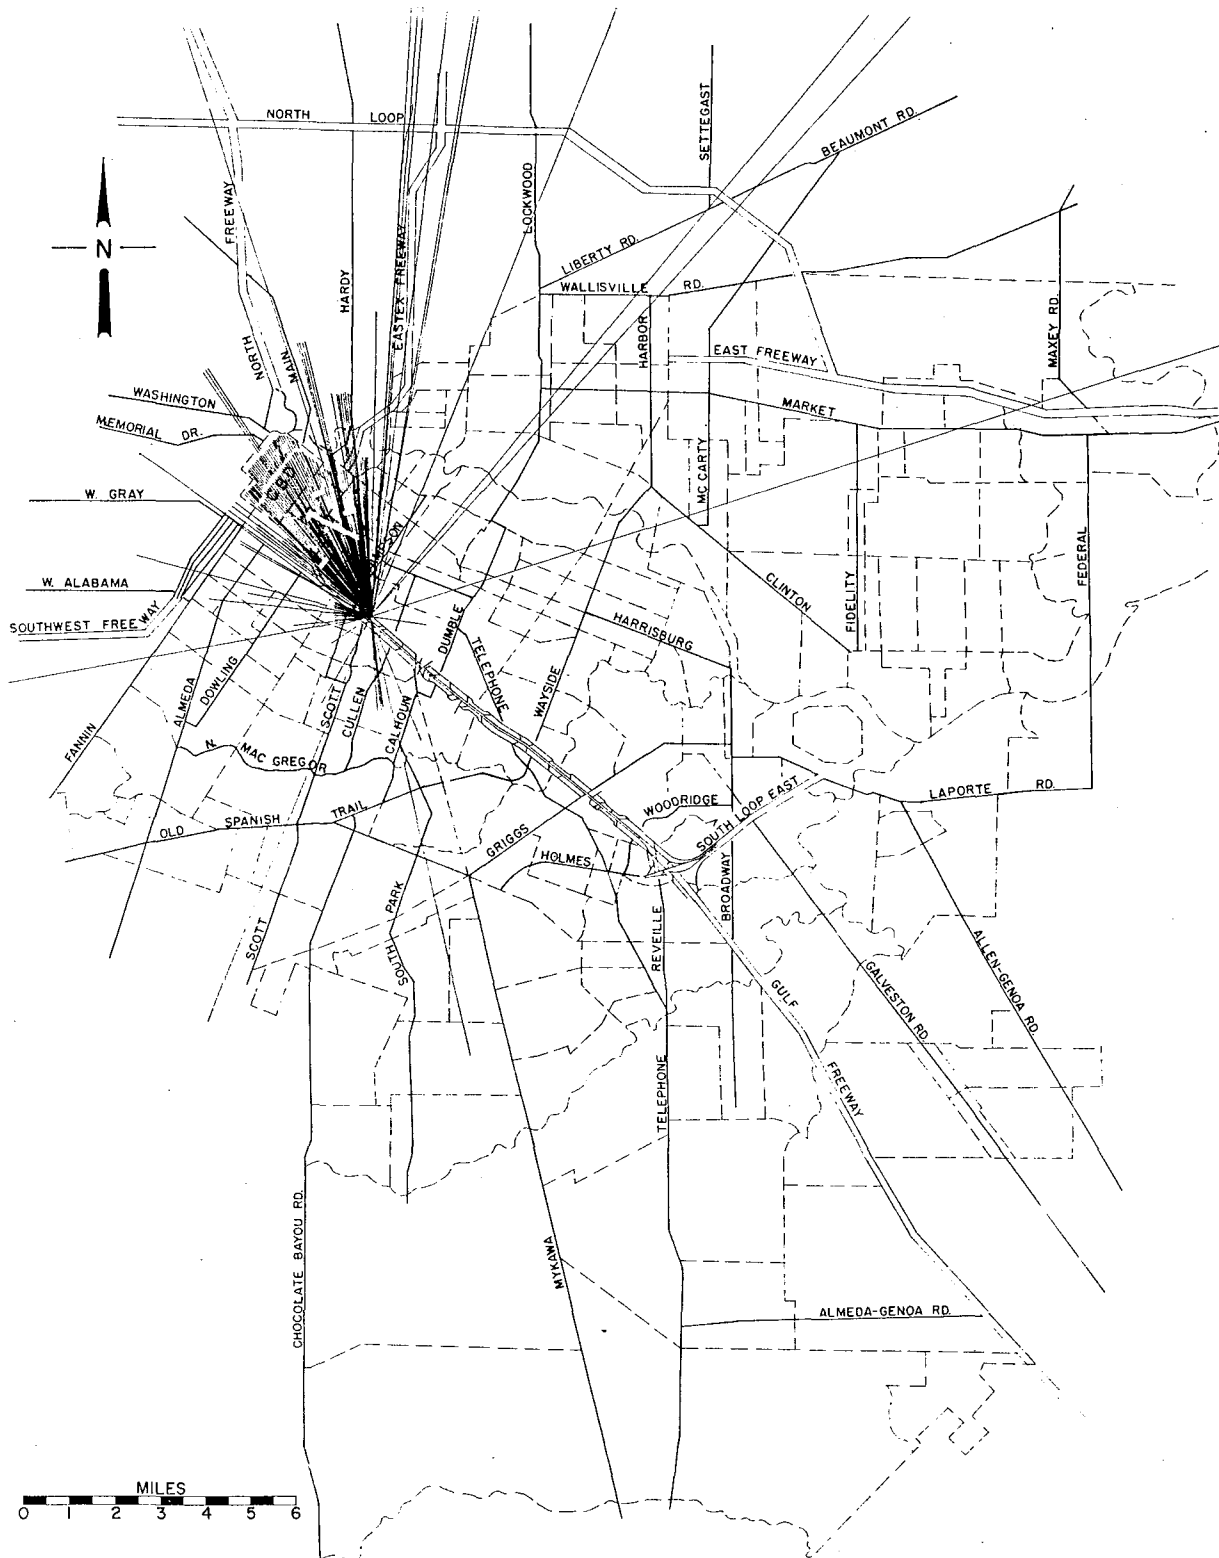 NORTH LOOP
SETTEGAST
BEAUMONT RD.
LOCKWOOD
FREEWAY
N
EASTEX FREEWAY
HARDY
LIBERTY RD.
WALLISVILLE RD.
MAXEY RD.
HARBOR
NORTH
MAIN
EAST FREEWAY
WASHINGTON
MARKET
MEMORIAL DR.
MC CARTY
CBD
W. GRAY
FEDERAL
W. ALABAMA
CLINTON
FIDELITY
SOUTHWEST FREEWAY
HARRISBURG
DUMBLE
TELEPHONE
WAYSIDE
ALMEDA
DOWLING
SCOTT
CULLEN
CALHOUN
FANNIN
N. MAC GREGOR
LAPORTE RD.
WOODRIDGE
SOUTH LOOP EAST
OLD SPANISH TRAIL
GRIGGS
HOLMES
BROADWAY
SCOTT
SOUTH PARK
REVEILLE
GULF
GALVESTON RD.
ALLEN-GENOA RD.
TELEPHONE
FREEWAY
CHOCOLATE BAYOU RD.
MYKAWA
ALMEDA-GENOA RD.
MILES
0 1 2 3 4 5 6